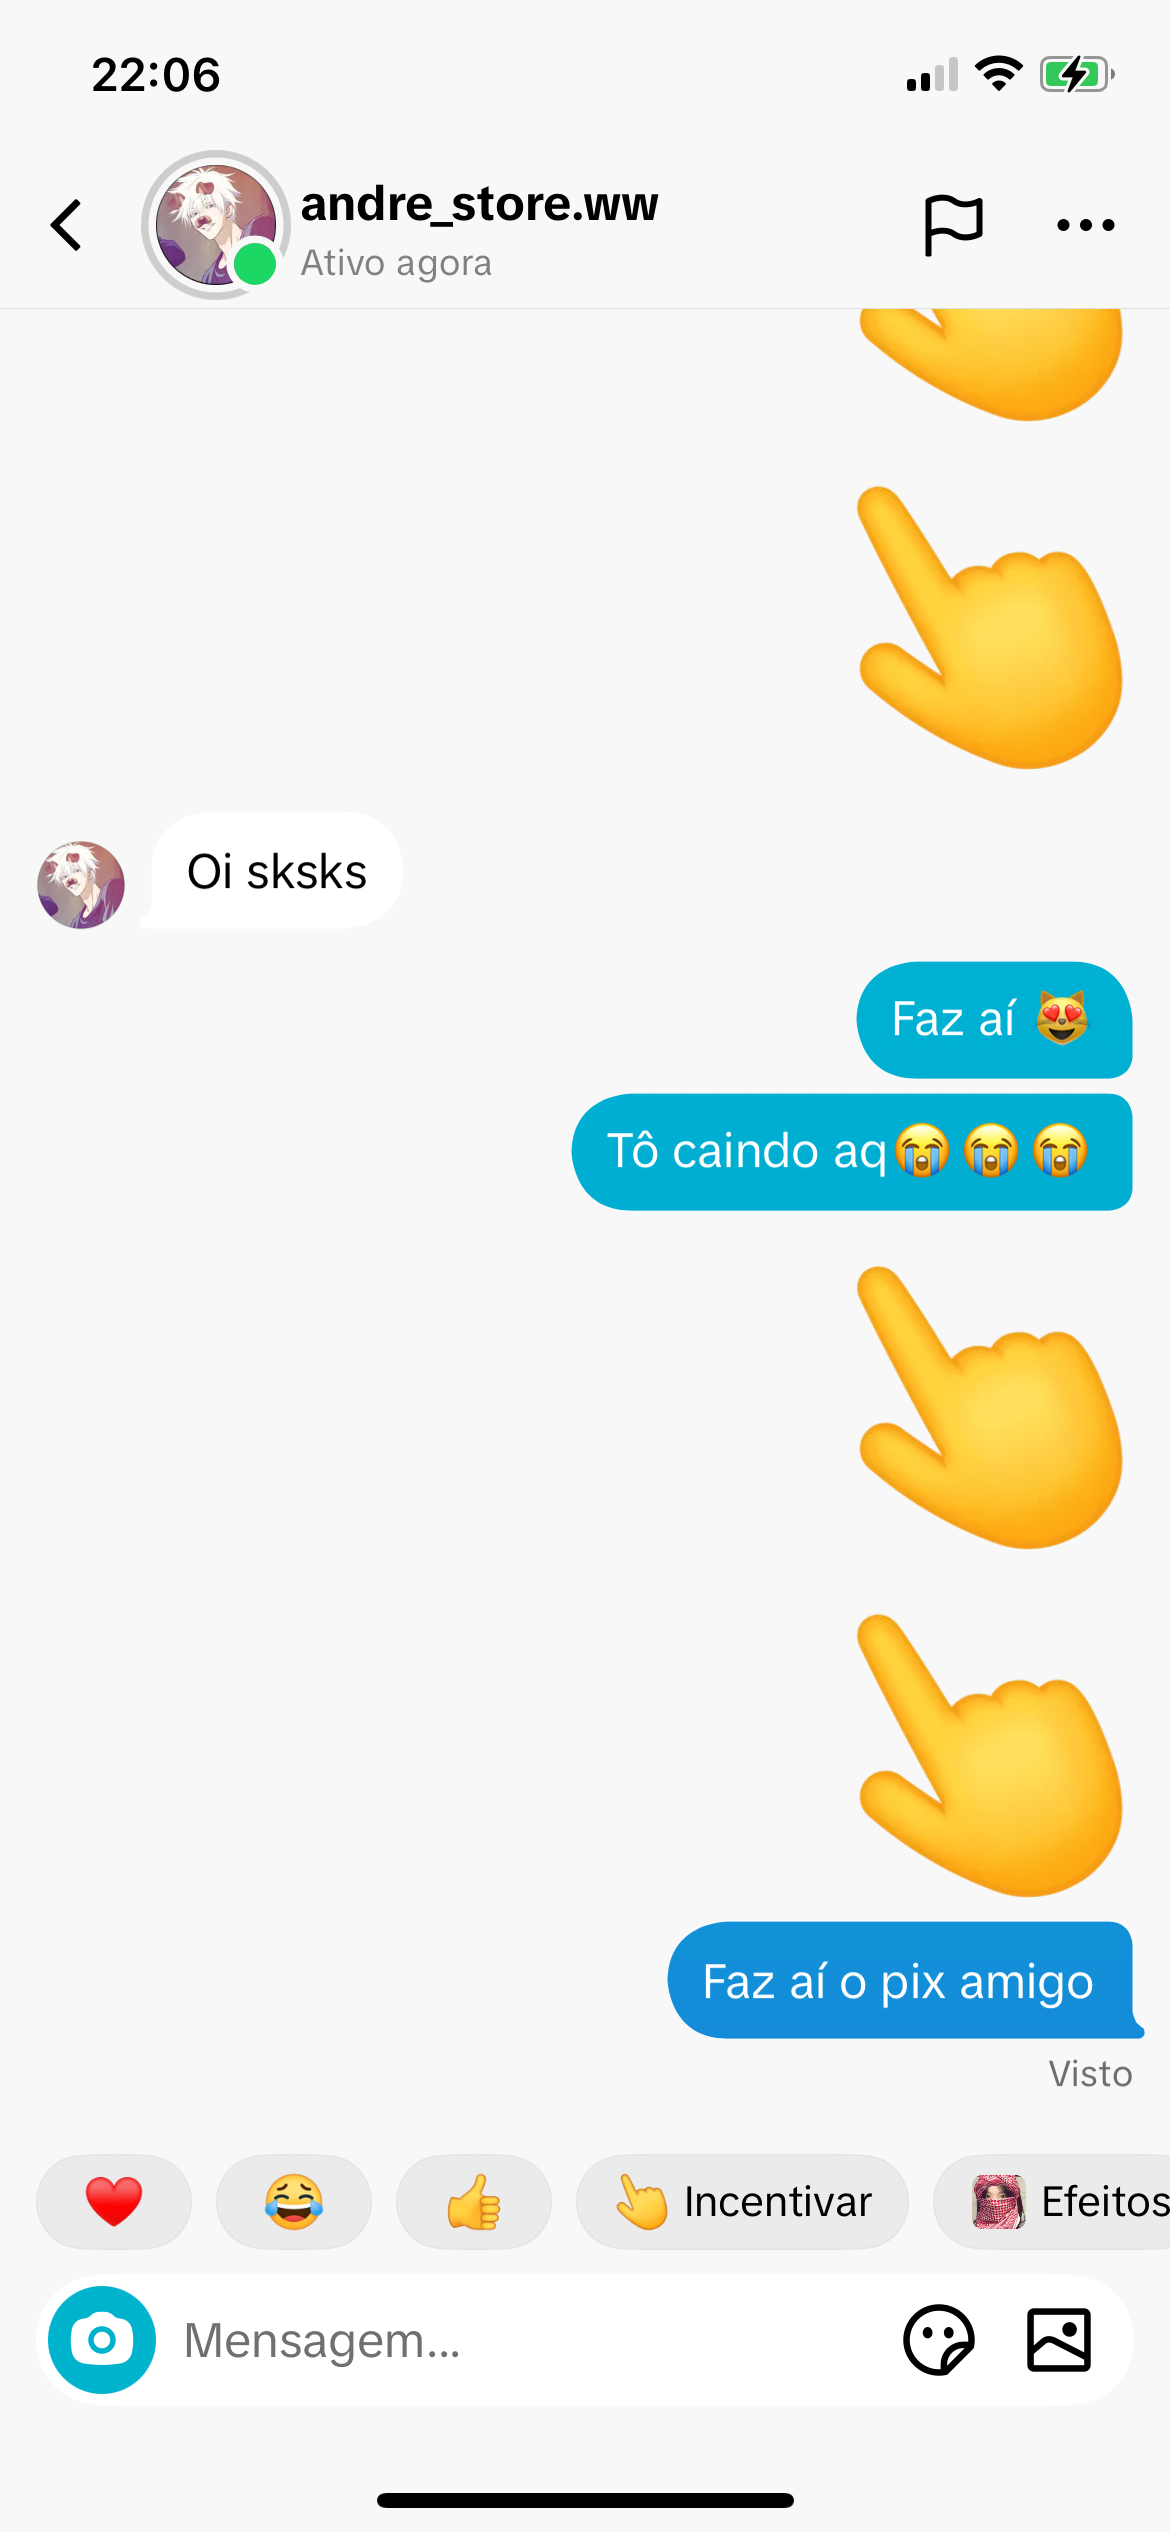 22:06
andre_store.ww
Ativo agora
Oi sksks
Faz aí 😻
Tô caindo aq😭😭😭
Faz aí o pix amigo
Visto
Incentivar
Efeitos
Mensagem...